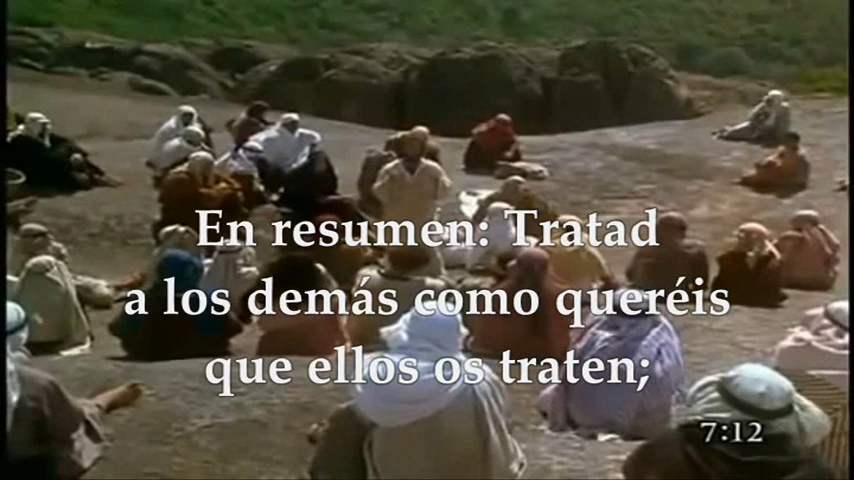 En resumen: Tratad
a los demás como queréis
que ellos os traten;
7:12